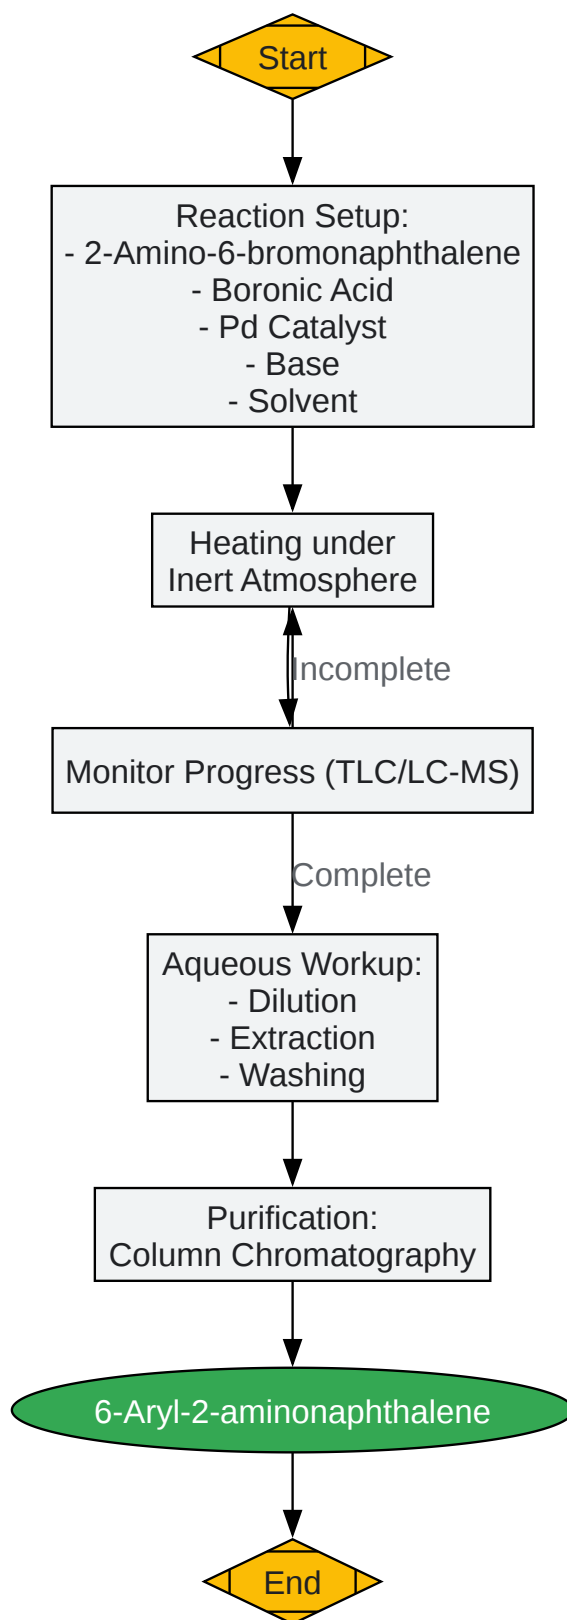 Start
Reaction Setup:
- 2-Amino-6-bromonaphthalene
- Boronic Acid
- Pd Catalyst
- Base
- Solvent
Heating under
Inert Atmosphere
Incomplete
Monitor Progress (TLC/LC-MS)
Complete
Aqueous Workup:
- Dilution
- Extraction
- Washing
Purification:
Column Chromatography
6-Aryl-2-aminonaphthalene
End